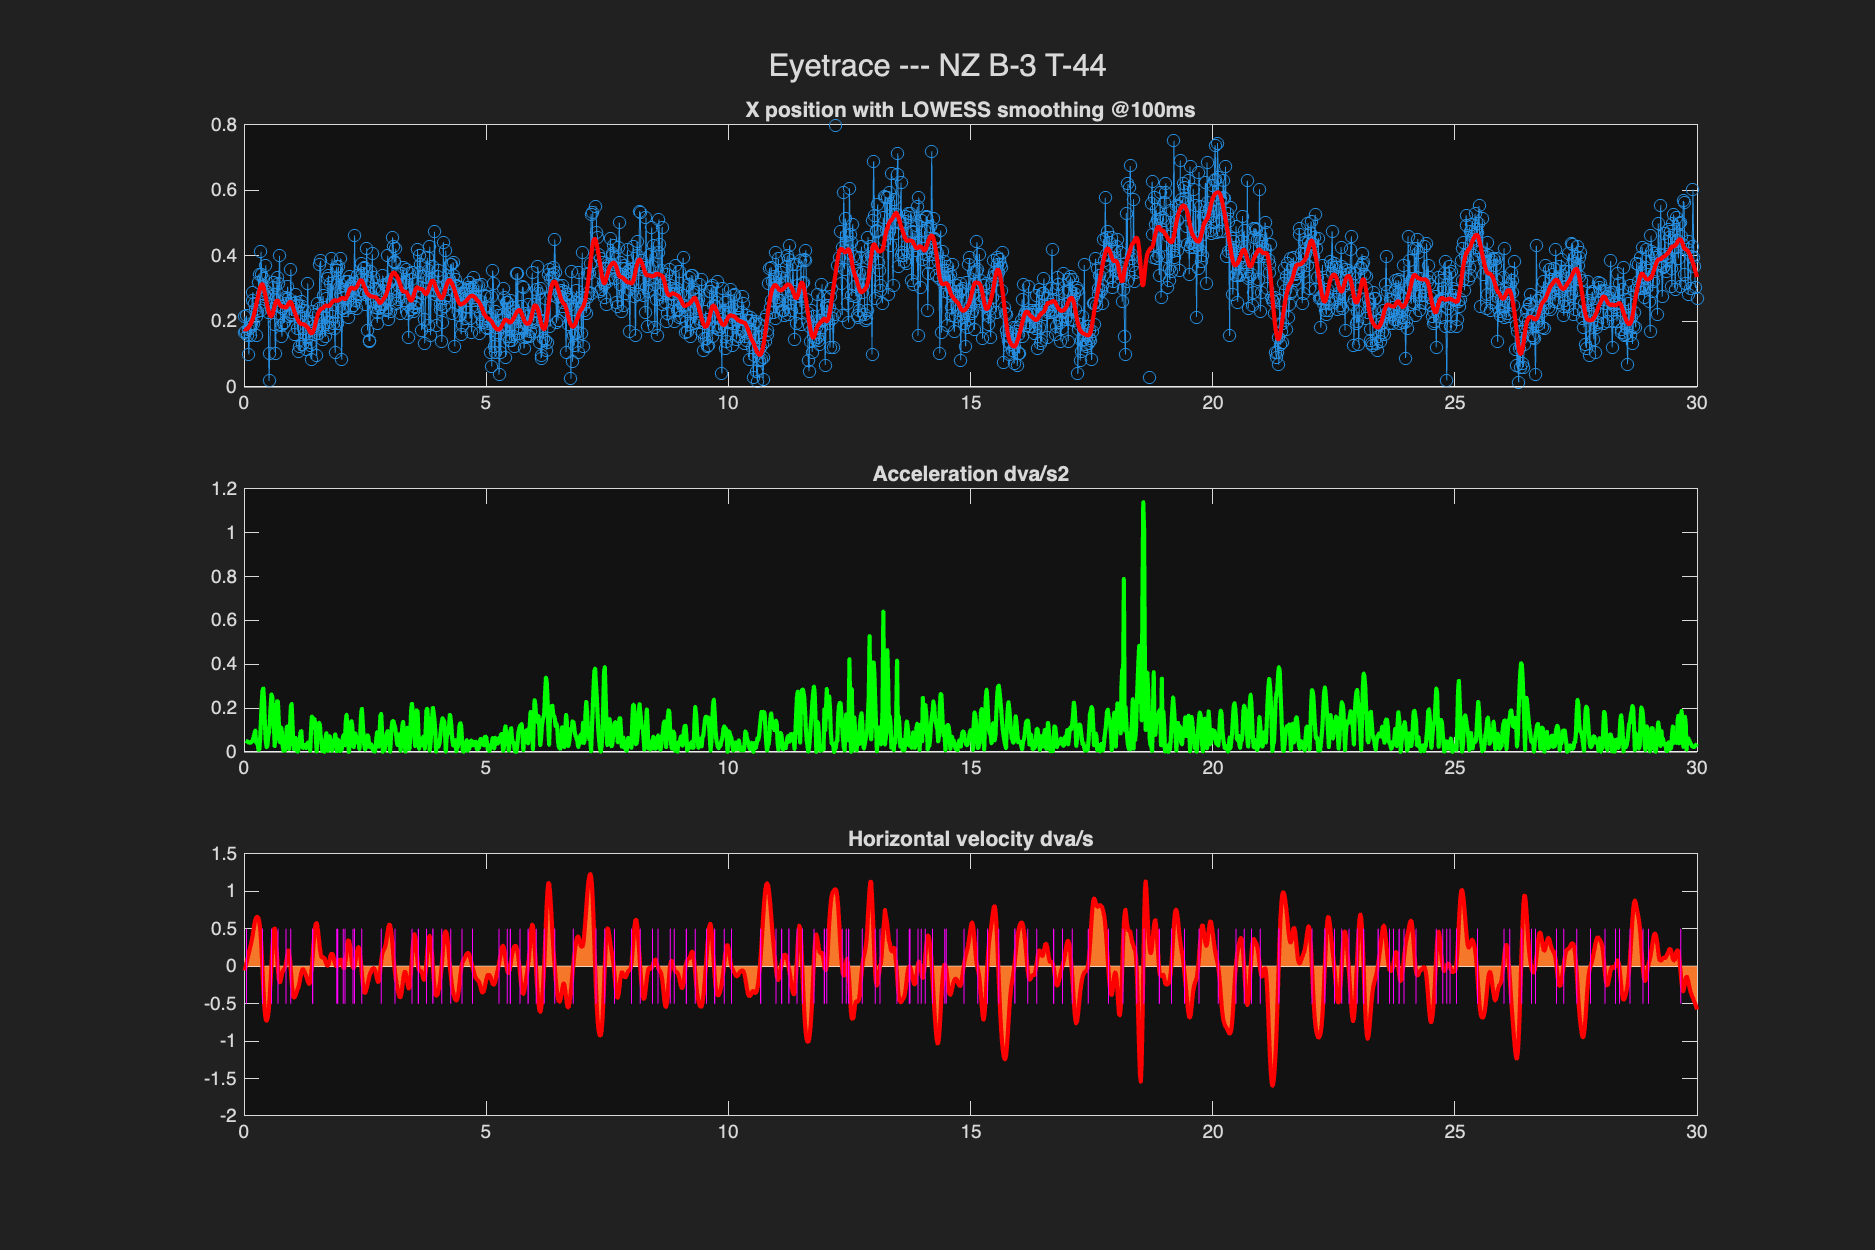 Eyetrace --- NZ B-3 T-44
X position with LOWESS smoothing @100ms
0.8
0.6
0.4
0.2
0
0 5 10 15 20 25 30
Acceleration dva/s2
1.2
1
0.8
0.6
0.4
0.2
0
0 5 10 15 20 25 30
Horizontal velocity dva/s
1.5
1
0.5
0
-0.5
-1
-1.5
-2
0 5 10 15 20 25 30